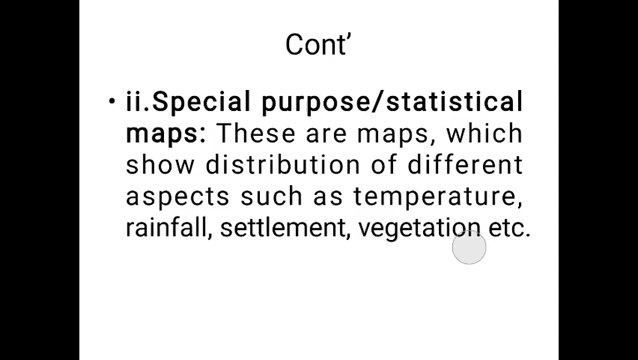 Cont’
• ii.Special purpose/statistical
maps: These are maps, which
show distribution of different
aspects such as temperature,
rainfall, settlement, vegetation etc.